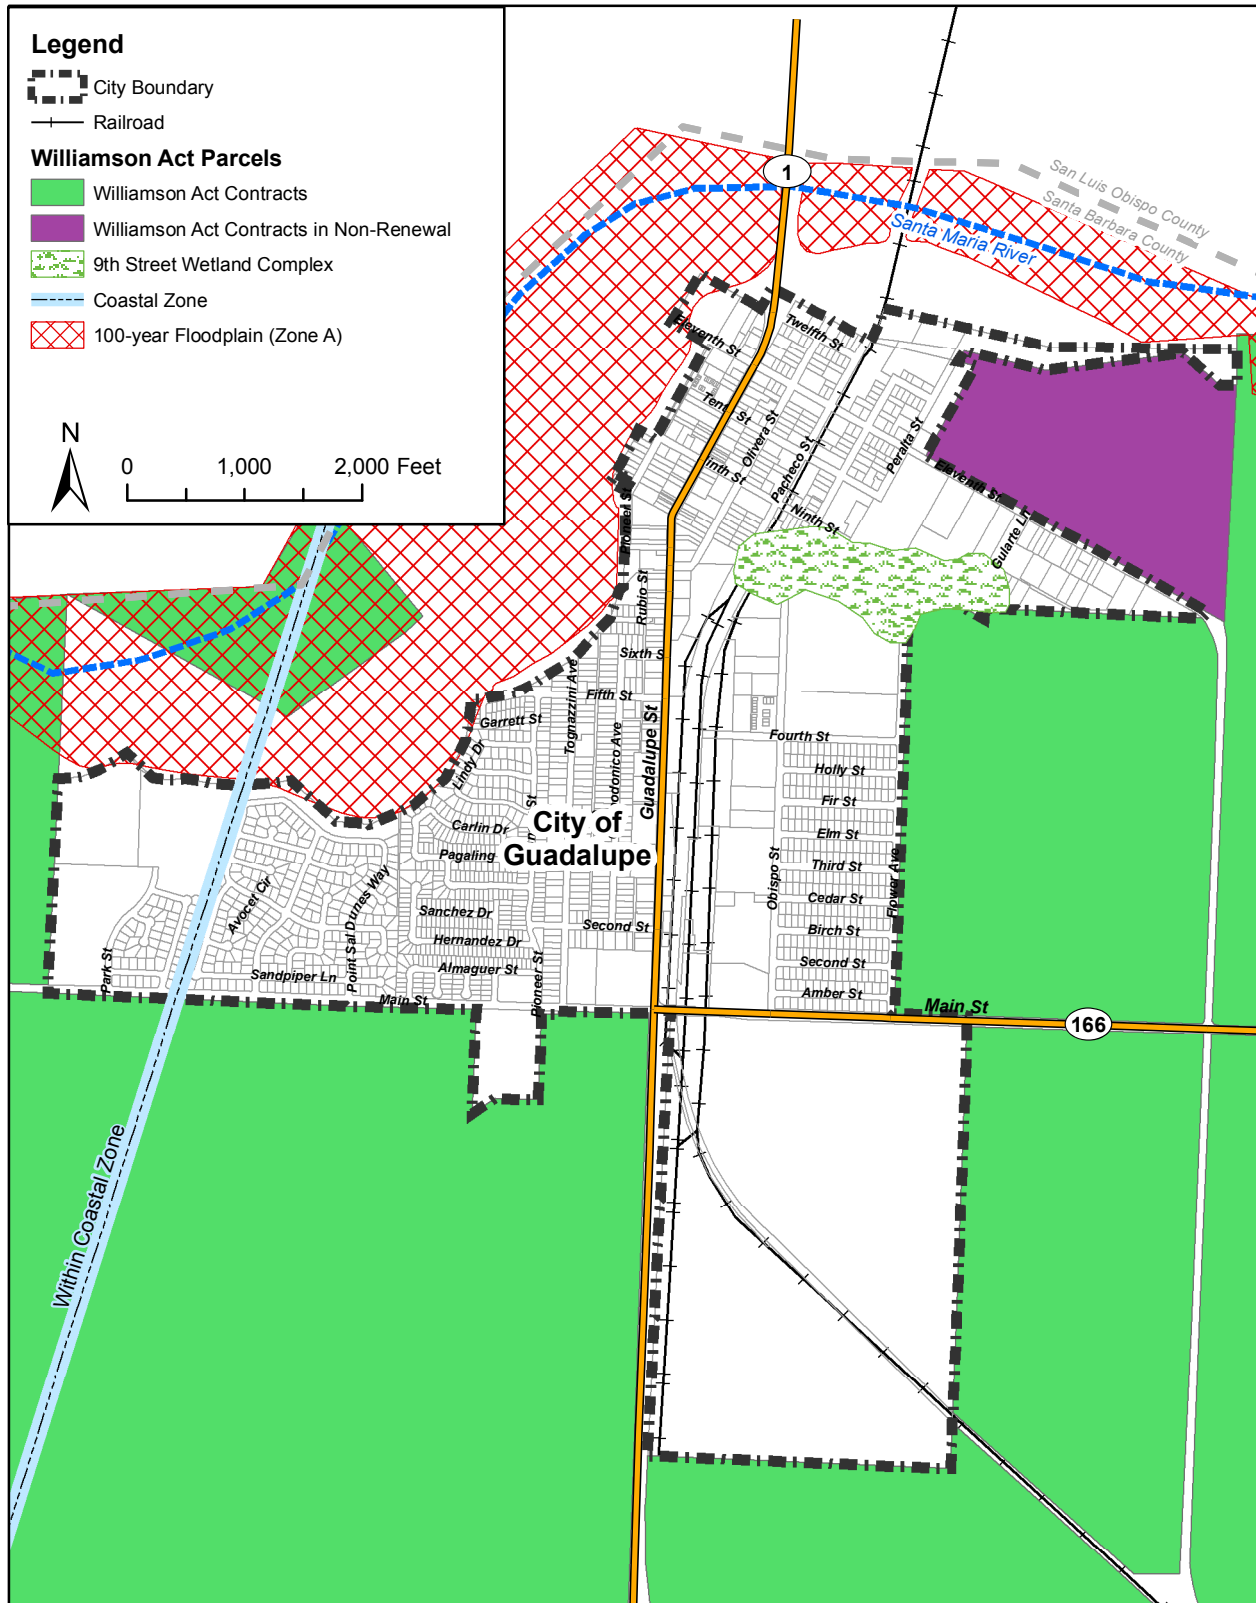 Legend
City Boundary
Railroad
Williamson Act Parcels
Williamson Act Contracts
Williamson Act Contracts in Non-Renewal
9th Street Wetland Complex
Coastal Zone
100-year Floodplain (Zone A)
N
0 1,000 2,000 Feet
1
San Luis Obispo County
Santa Barbara County
Santa Maria River
Eleventh St
Twelfth St
Tenth St
Olivera St
Pacheco St
Peralta St
inth St
Ninth St
Eleventh St
Gularte Ln
Pioneer St
Rubio St
Sixth S
Fifth St
Tognazzini Ave
Garrett St
Lindy Dr
odonico Ave
Guadalupe St
Fourth St
Holly St
Fir St
Elm St
Third St
Cedar St
Birch St
Second St
Amber St
Obispo St
Flower Ave
City of
Guadalupe
Carlin Dr
Pagaling
Sanchez Dr
Hernandez Dr
Almaguer St
Second St
Pioneer St
Avocet Cir
Point Sal Dunes Way
Sandpiper Ln
Park St
Main St
Main St
166
Within Coastal Zone